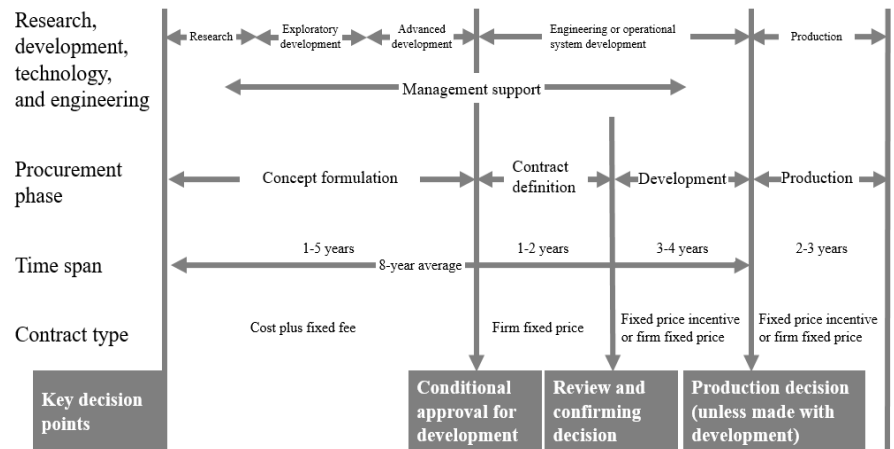 Research,
development,
technology,
and engineering
Research
Exploratory
development
Advanced
development
Engineering or operational
system development
Production
Management support
Procurement
phase
Concept formulation
Contract
definition
Development
Production
Time span
1-5 years
1-2 years
3-4 years
2-3 years
8-year average
Contract type
Cost plus fixed fee
Firm fixed price
Fixed price incentive
or firm fixed price
Fixed price incentive
or firm fixed price
Key decision
points
Conditional
approval for
development
Review and
confirming
decision
Production decision
(unless made with
development)